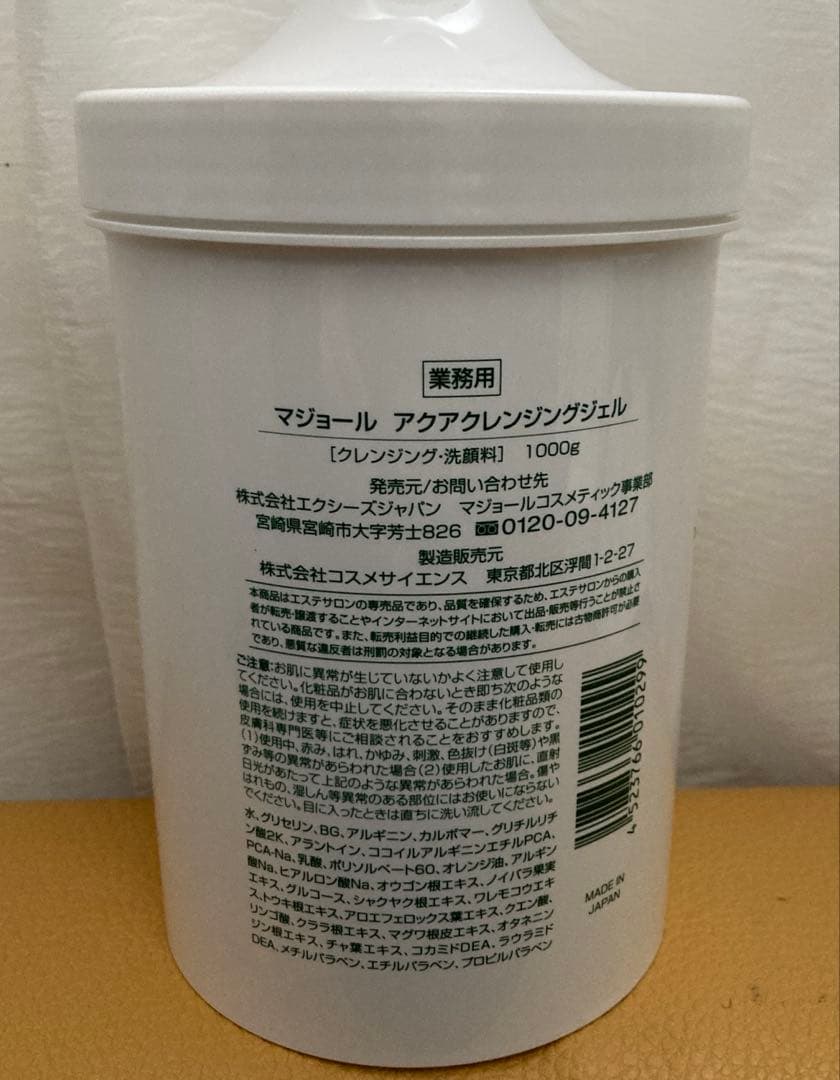 業務用
マジョール アクアクレンジングジェル
[クレンジング・洗顔料] 1000g
発売元/お問い合わせ先
株式会社エクシーズジャパン マジョールコスメティック事業部
宮崎県宮崎市大字芳士826 0120-09-4127
製造販売元
株式会社コスメサイエンス 東京都北区浮間1-2-27
本商品はエステサロンの専売品であり、品質を確保するため、エステサロンからの購入
者が転売・譲渡することやインターネットサイトにおいて出品・販売等行うことが禁止さ
れている商品です。また、転売利益目的での継続した購入・転売には古物商許可が必要
であり、悪質な違反者は刑罰の対象となる場合があります。
ご注意:お肌に異常が生じていないかよく注意して使用し
てください。化粧品がお肌に合わないとき即ち次のような
場合には、使用を中止してください。そのまま化粧品類の
使用を続けますと、症状を悪化させることがありますので、
皮膚科専門医等にご相談されることをおすすめします。
(1)使用中、赤み、はれ、かゆみ、刺激、色抜け(白斑等)や黒
ずみ等の異常があらわれた場合(2)使用したお肌に、直射
日光があたって上記のような異常があらわれた場合。傷や
はれもの、湿しん等異常のある部位にはお使いにならない
でください。目に入ったときは直ちに洗い流してください。
水、グリセリン、BG、アルギニン、カルボマー、グリチルリチ
ン酸2K、アラントイン、ココイルアルギニンエチルPCA、
PCA-Na、乳酸、ポリソルベート60、オレンジ油、アルギン
酸Na、ヒアルロン酸Na、オウゴン根エキス、ノイバラ果実
エキス、グルコース、シャクヤク根エキス、ワレモコウエキ
ス、トウキ根エキス、アロエフェロックス葉エキス、クエン酸、
リンゴ酸、クララ根エキス、マグワ根皮エキス、オタネニン
ジン根エキス、チャ葉エキス、コカミドDEA、ラウラミド
DEA、メチルパラベン、エチルパラベン、プロピルパラベン
4523766010299
MADE IN
JAPAN